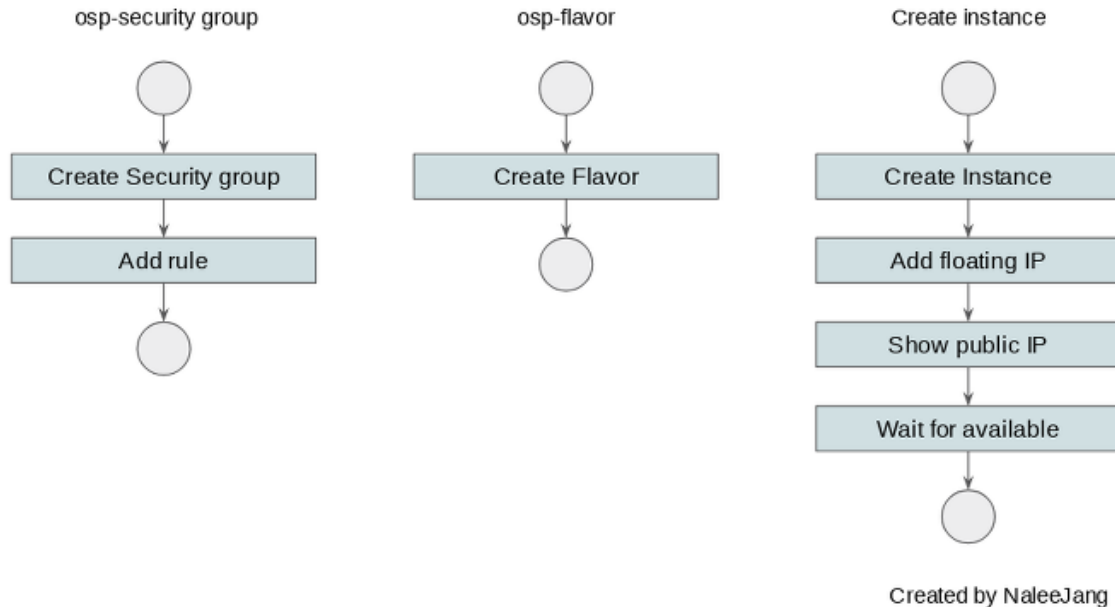 osp-security group
osp-flavor
Create instance
Create Security group
Create Flavor
Create Instance
Add rule
Add floating IP
Show public IP
Wait for available
Created by NaleeJang